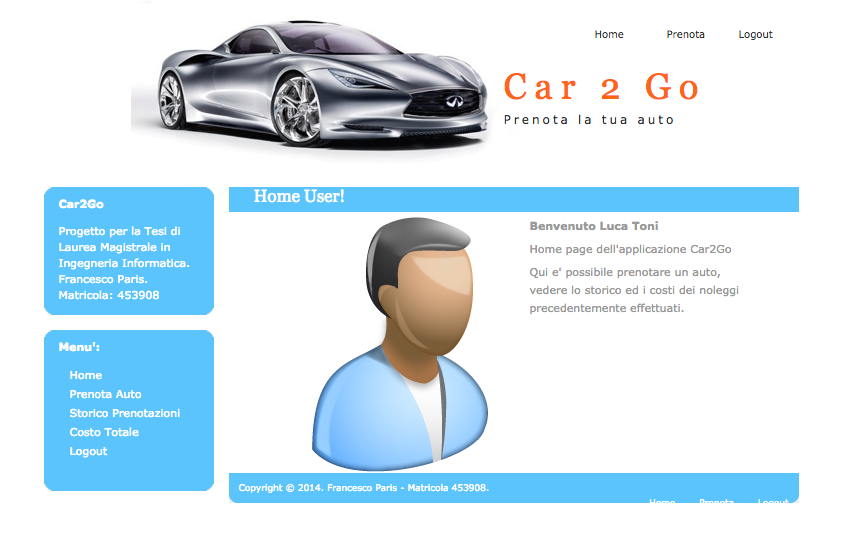 Home Prenota Logout
Car 2 Go
Prenota la tua auto
Car2Go
Progetto per la Tesi di
Laurea Magistrale in
Ingegneria Informatica.
Francesco Paris.
Matricola: 453908
Menu':
Home
Prenota Auto
Storico Prenotazioni
Costo Totale
Logout
Home User!
Benvenuto Luca Toni
Home page dell'applicazione Car2Go
Qui e' possibile prenotare un auto,
vedere lo storico ed i costi dei noleggi
precedentemente effettuati.
Copyright © 2014. Francesco Paris - Matricola 453908.
Home Prenota Logout